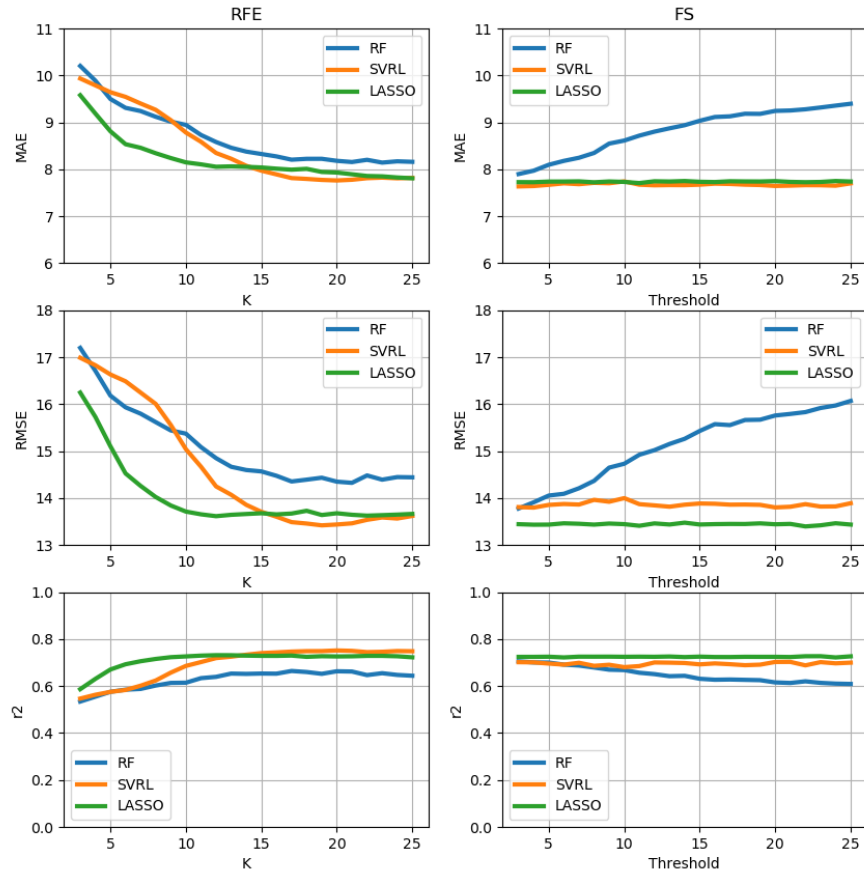 RFE
11
10
9
8
7
6
MAE
5
10
15
20
25
K
RF
SVRL
LASSO
FS
11
10
9
8
7
6
MAE
5
10
15
20
25
Threshold
RF
SVRL
LASSO
18
17
16
15
14
13
RMSE
5
10
15
20
25
K
RF
SVRL
LASSO
18
17
16
15
14
13
RMSE
5
10
15
20
25
Threshold
RF
SVRL
LASSO
1.0
0.8
0.6
0.4
0.2
0.0
r2
5
10
15
20
25
K
RF
SVRL
LASSO
1.0
0.8
0.6
0.4
0.2
0.0
r2
5
10
15
20
25
Threshold
RF
SVRL
LASSO